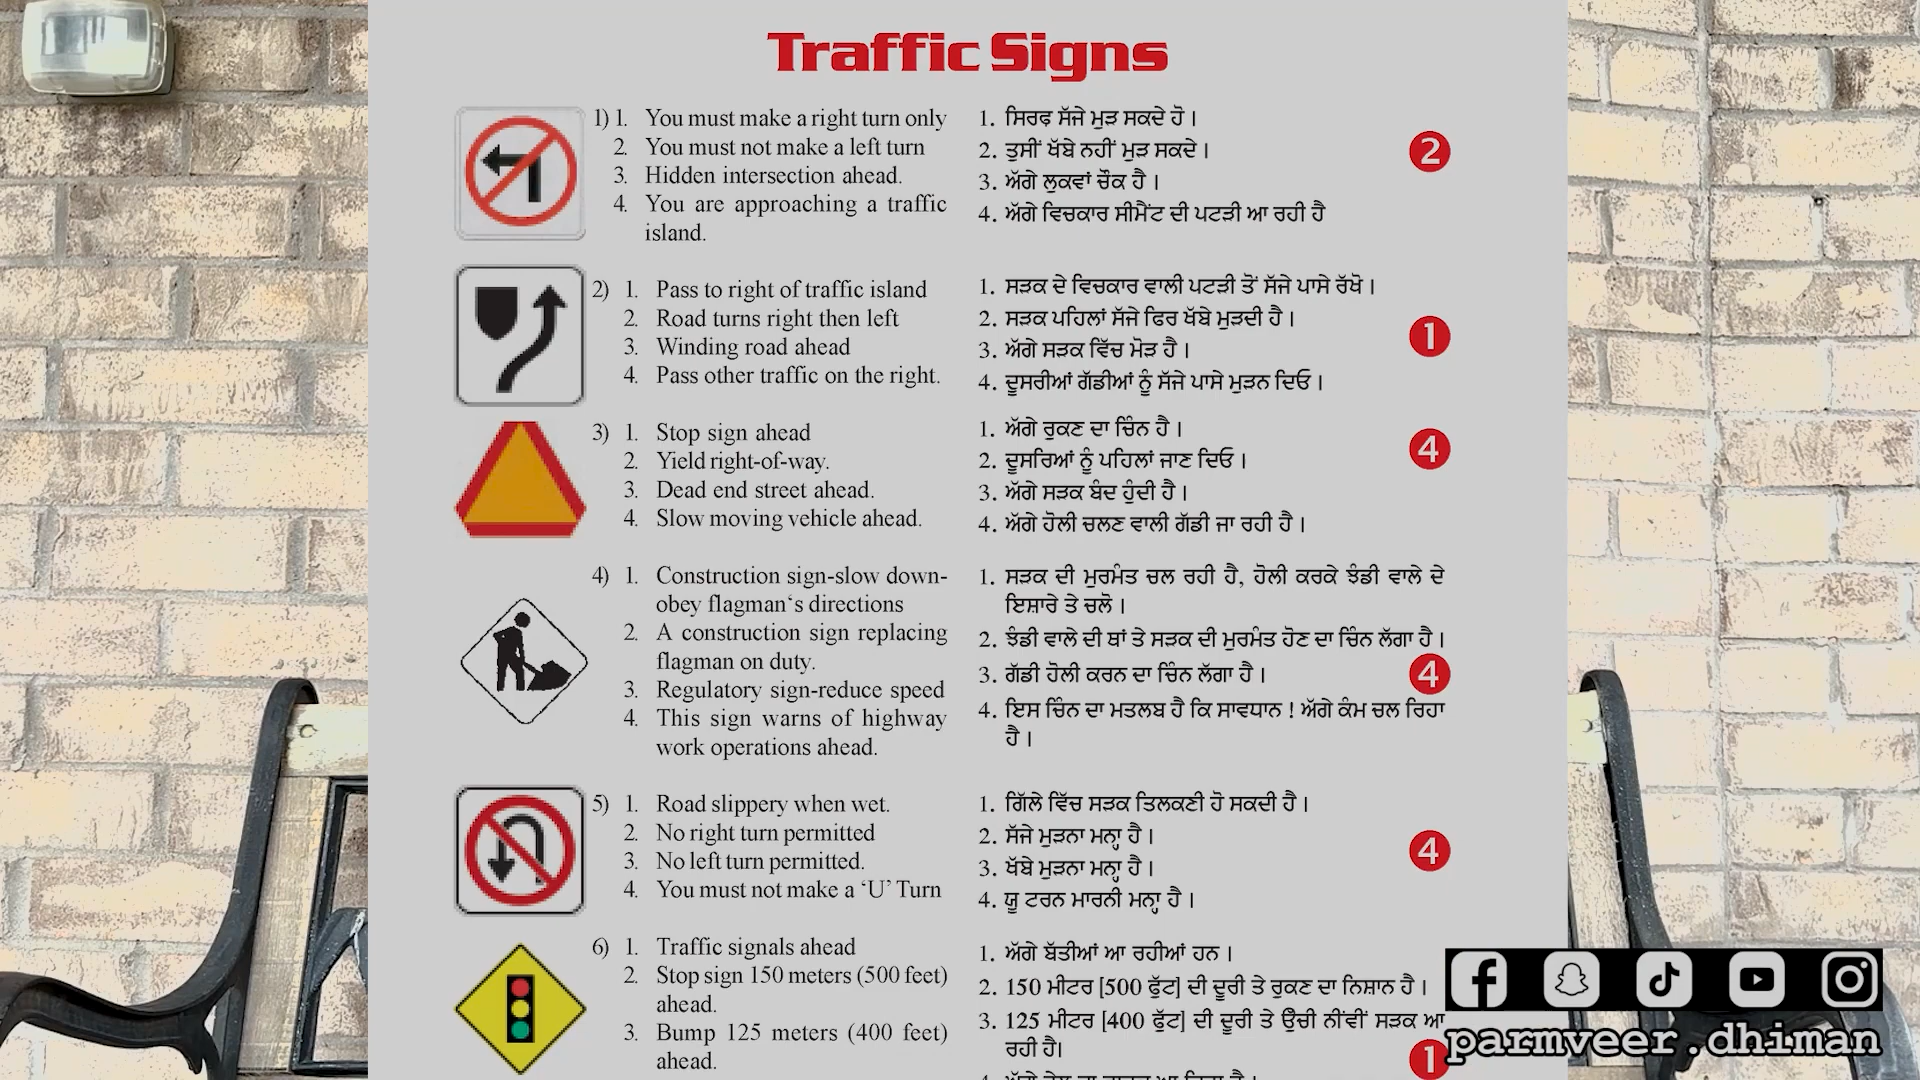 Traffic Signs
1) 1. You must make a right turn only
2. You must not make a left turn
3. Hidden intersection ahead.
4. You are approaching a traffic
island.
1. ਸਿਰਫ ਸੱਜੇ ਮੁੜ ਸਕਦੇ ਹੋ।
2. ਤੁਸੀਂ ਖੱਬੇ ਨਹੀਂ ਮੁੜ ਸਕਦੇ।
3. ਅੱਗੇ ਲੁਕਵਾਂ ਚੌਕ ਹੈ।
4. ਅੱਗੇ ਵਿਚਕਾਰ ਸੀਮੈਂਟ ਦੀ ਪਟੜੀ ਆ ਰਹੀ ਹੈ
2
2) 1. Pass to right of traffic island
2. Road turns right then left
3. Winding road ahead
4. Pass other traffic on the right.
1. ਸੜਕ ਦੇ ਵਿਚਕਾਰ ਵਾਲੀ ਪਟੜੀ ਤੋਂ ਸੱਜੇ ਪਾਸੇ ਰੱਖੋ।
2. ਸੜਕ ਪਹਿਲਾਂ ਸੱਜੇ ਫਿਰ ਖੱਬੇ ਮੁੜਦੀ ਹੈ।
3. ਅੱਗੇ ਸੜਕ ਵਿੱਚ ਮੋੜ ਹੈ।
4. ਦੂਸਰੀਆਂ ਗੱਡੀਆਂ ਨੂੰ ਸੱਜੇ ਪਾਸੇ ਮੁੜਨ ਦਿਓ।
1
3) 1. Stop sign ahead
2. Yield right-of-way.
3. Dead end street ahead.
4. Slow moving vehicle ahead.
1. ਅੱਗੇ ਰੁਕਣ ਦਾ ਚਿੰਨ ਹੈ।
2. ਦੂਸਰਿਆਂ ਨੂੰ ਪਹਿਲਾਂ ਜਾਣ ਦਿਓ।
3. ਅੱਗੇ ਸੜਕ ਬੰਦ ਹੁੰਦੀ ਹੈ।
4. ਅੱਗੇ ਹੋਲੀ ਚਲਣ ਵਾਲੀ ਗੱਡੀ ਜਾ ਰਹੀ ਹੈ।
4
4) 1. Construction sign-slow down-
obey flagman‘s directions
2. A construction sign replacing
flagman on duty.
3. Regulatory sign-reduce speed
4. This sign warns of highway
work operations ahead.
1. ਸੜਕ ਦੀ ਮੁਰਮੰਤ ਚਲ ਰਹੀ ਹੈ, ਹੋਲੀ ਕਰਕੇ ਝੰਡੀ ਵਾਲੇ ਦੇ
ਇਸ਼ਾਰੇ ਤੇ ਚਲੋ।
2. ਝੰਡੀ ਵਾਲੇ ਦੀ ਥਾਂ ਤੇ ਸੜਕ ਦੀ ਮੁਰਮੰਤ ਹੋਣ ਦਾ ਚਿੰਨ ਲੱਗਾ ਹੈ।
3. ਗੱਡੀ ਹੋਲੀ ਕਰਨ ਦਾ ਚਿੰਨ ਲੱਗਾ ਹੈ।
4. ਇਸ ਚਿੰਨ ਦਾ ਮਤਲਬ ਹੈ ਕਿ ਸਾਵਧਾਨ! ਅੱਗੇ ਕੰਮ ਚਲ ਰਿਹਾ
ਹੈ।
4
5) 1. Road slippery when wet.
2. No right turn permitted
3. No left turn permitted.
4. You must not make a ‘U’ Turn
1. ਗਿੱਲੇ ਵਿੱਚ ਸੜਕ ਤਿਲਕਣੀ ਹੋ ਸਕਦੀ ਹੈ।
2. ਸੱਜੇ ਮੁੜਨਾ ਮਨ੍ਹਾ ਹੈ।
3. ਖੱਬੇ ਮੁੜਨਾ ਮਨ੍ਹਾ ਹੈ।
4. ਯੂ ਟਰਨ ਮਾਰਨੀ ਮਨ੍ਹਾ ਹੈ।
4
6) 1. Traffic signals ahead
2. Stop sign 150 meters (500 feet)
ahead.
3. Bump 125 meters (400 feet)
ahead.
1. ਅੱਗੇ ਬੱਤੀਆਂ ਆ ਰਹੀਆਂ ਹਨ।
2. 150 ਮੀਟਰ [500 ਫੁੱਟ] ਦੀ ਦੂਰੀ ਤੇ ਰੁਕਣ ਦਾ ਨਿਸ਼ਾਨ ਹੈ।
3. 125 ਮੀਟਰ [400 ਫੁੱਟ] ਦੀ ਦੂਰੀ ਤੇ ਉੱਚੀ ਨੀਂਵੀਂ ਸੜਕ ਆ
ਰਹੀ ਹੈ।
1
parmveer.dhiman